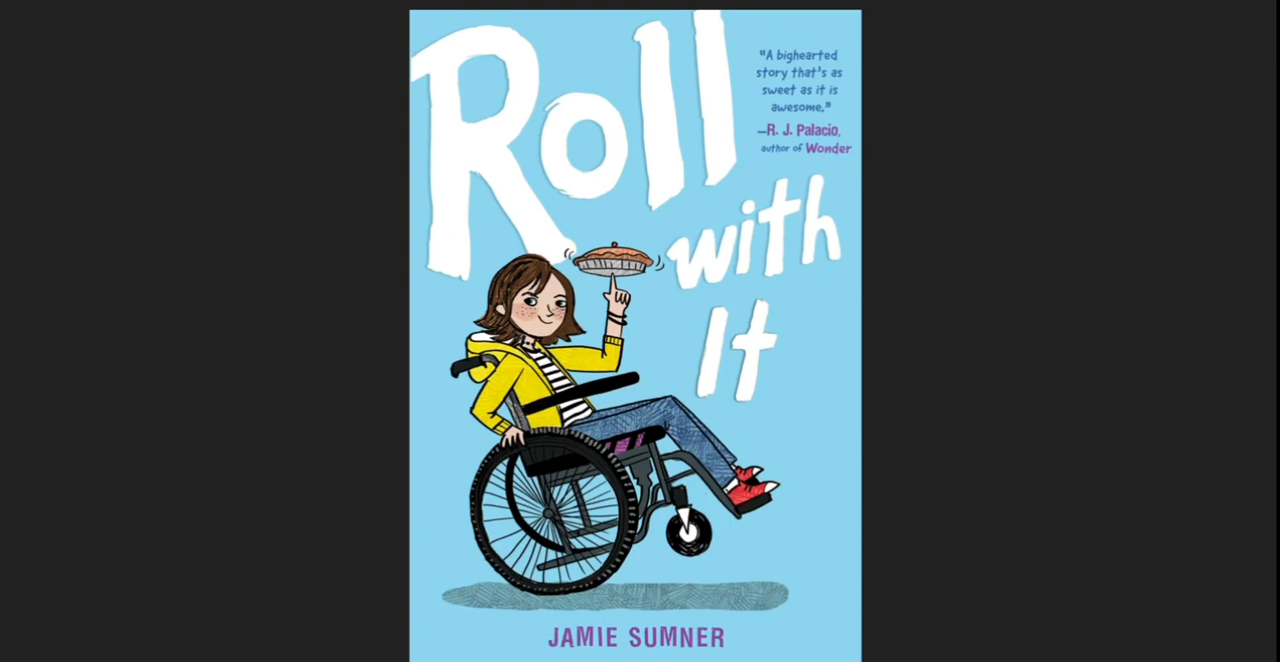 Roll
with
It
“A bighearted
story that’s as
sweet as it is
awesome.”
—R. J. Palacio,
author of Wonder
JAMIE SUMNER